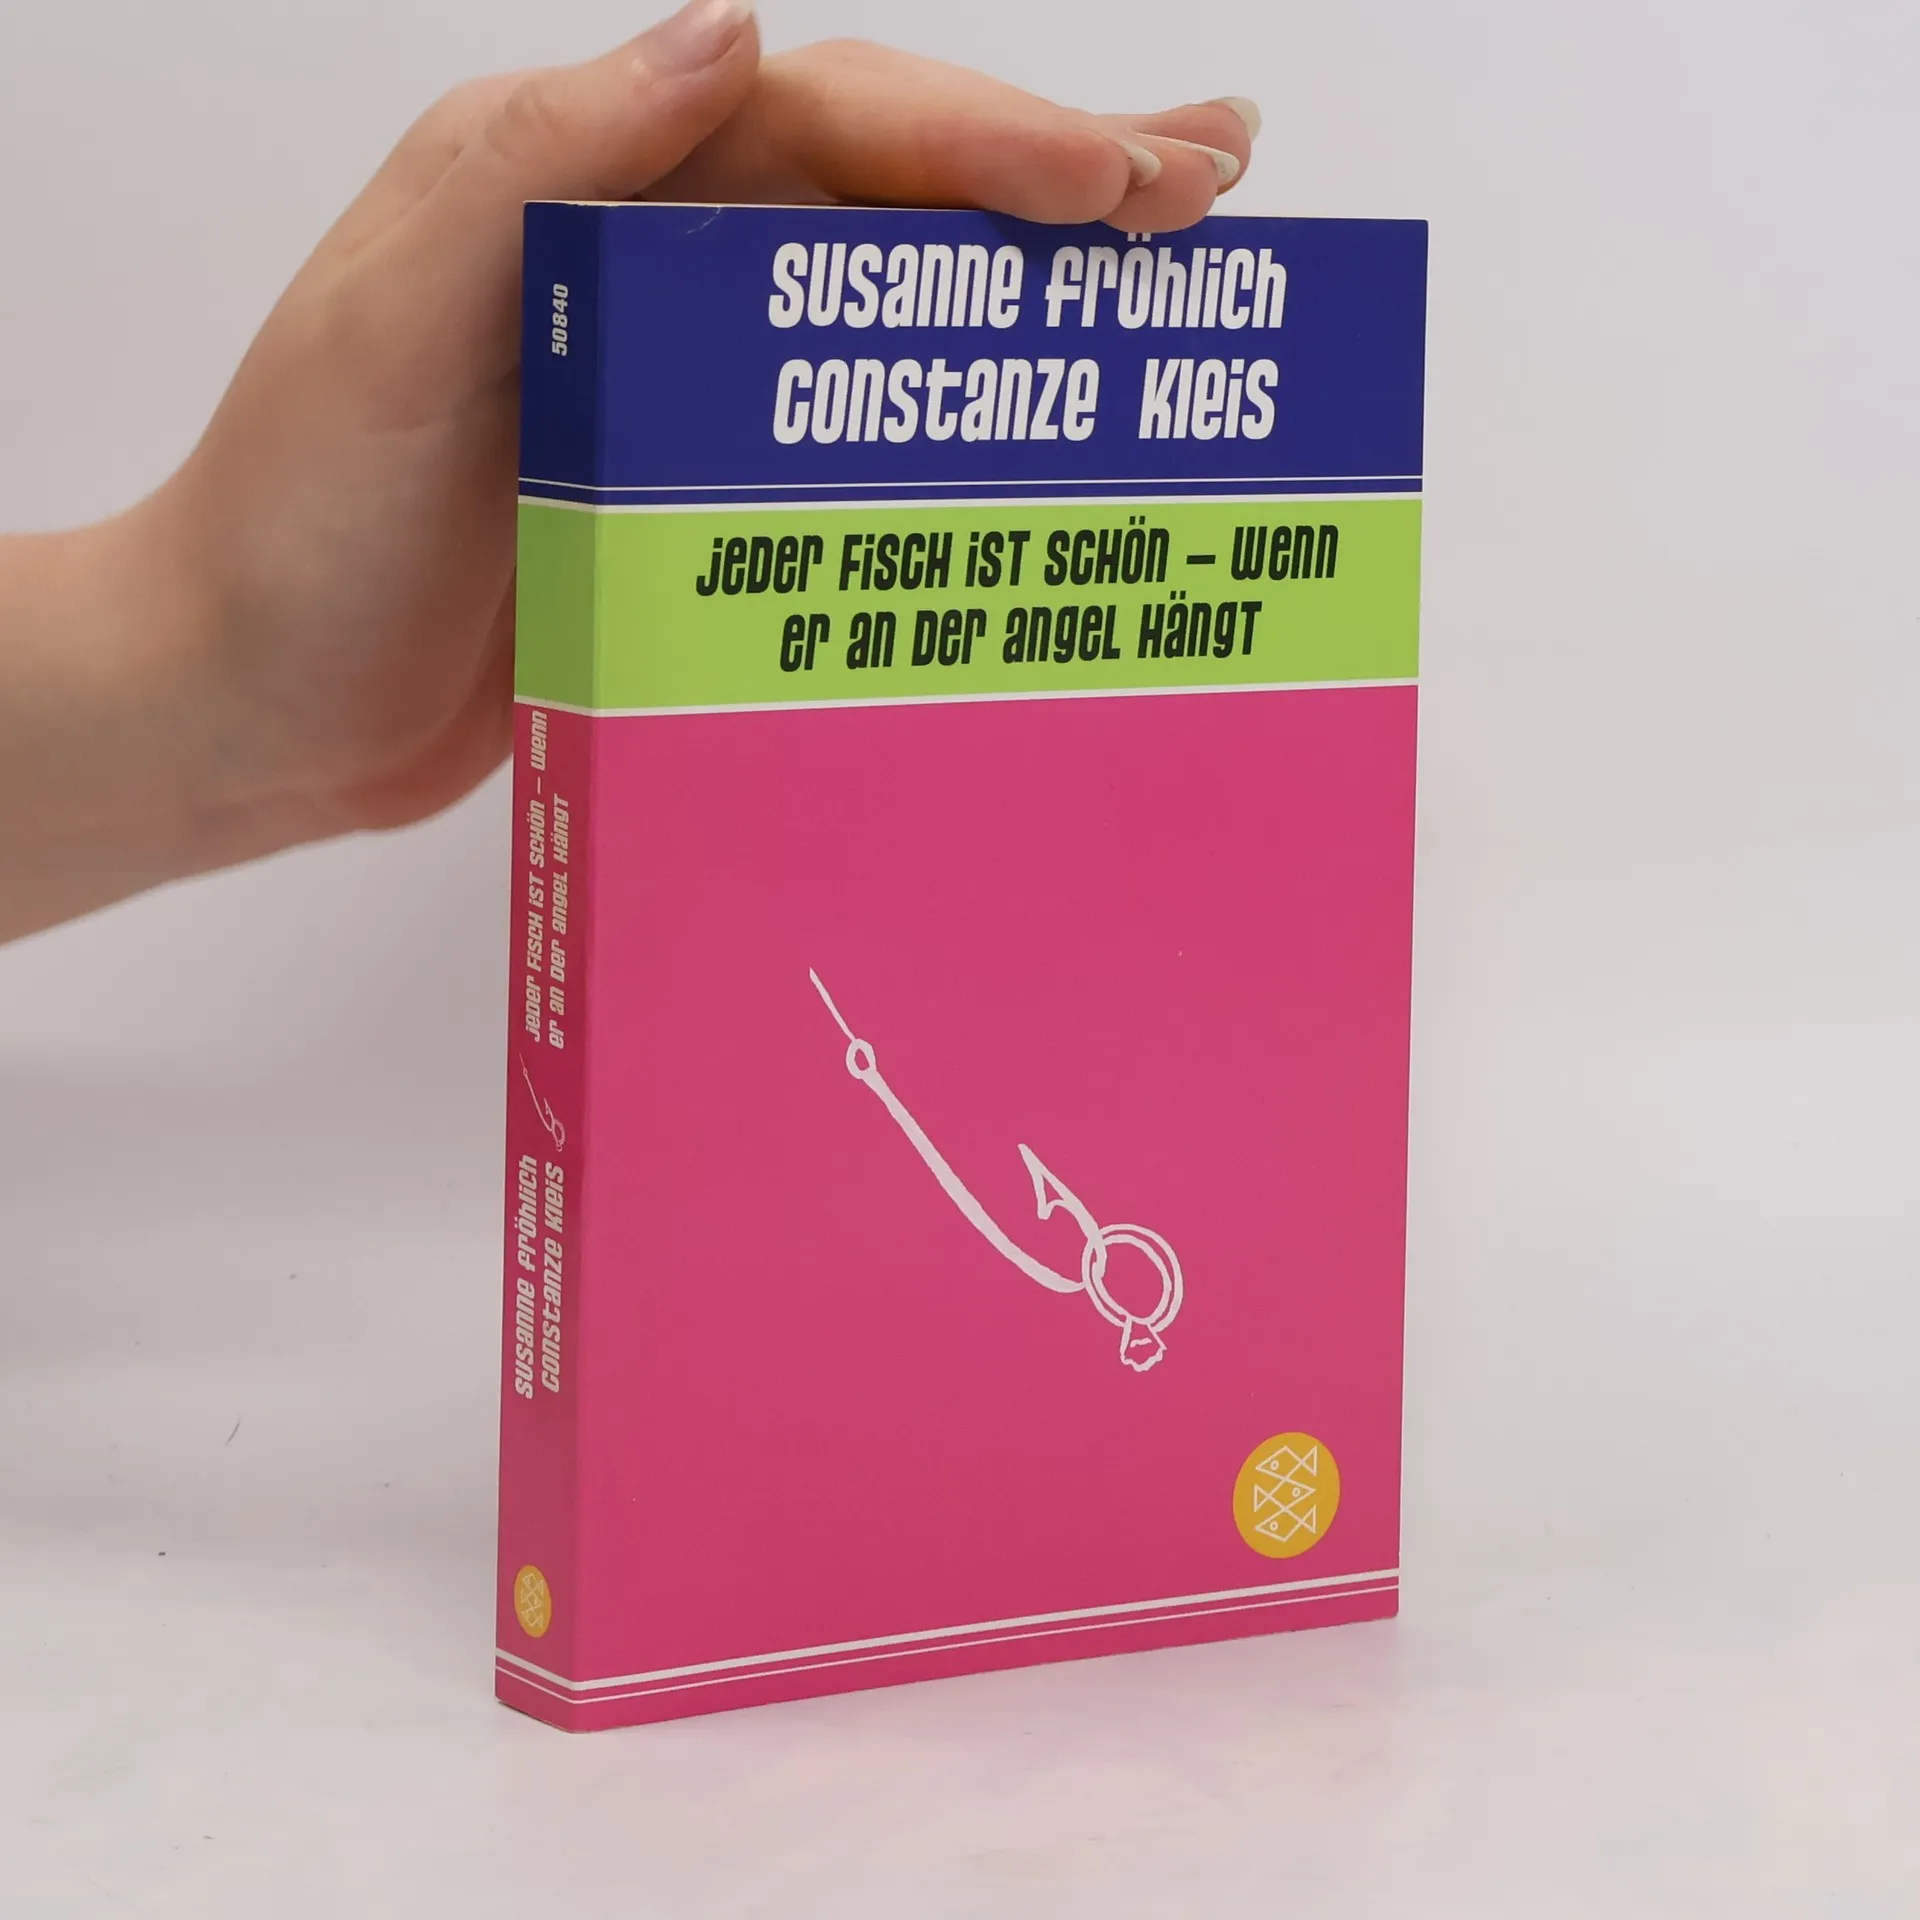 Susanne Fröhlich
Constanze Kleis
Jeder Fisch ist schön – wenn
er an der Angel hängt
50840
Jeder Fisch ist schön – wenn
er an der Angel hängt
Susanne Fröhlich
Constanze Kleis